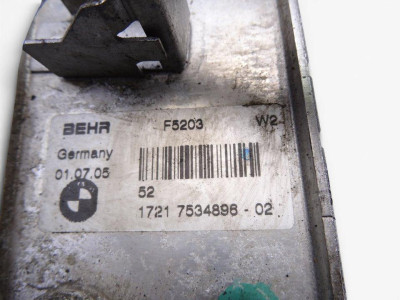 BEHR F5203 W2
Germany
01.07.05
52
1721 7534896 - 02